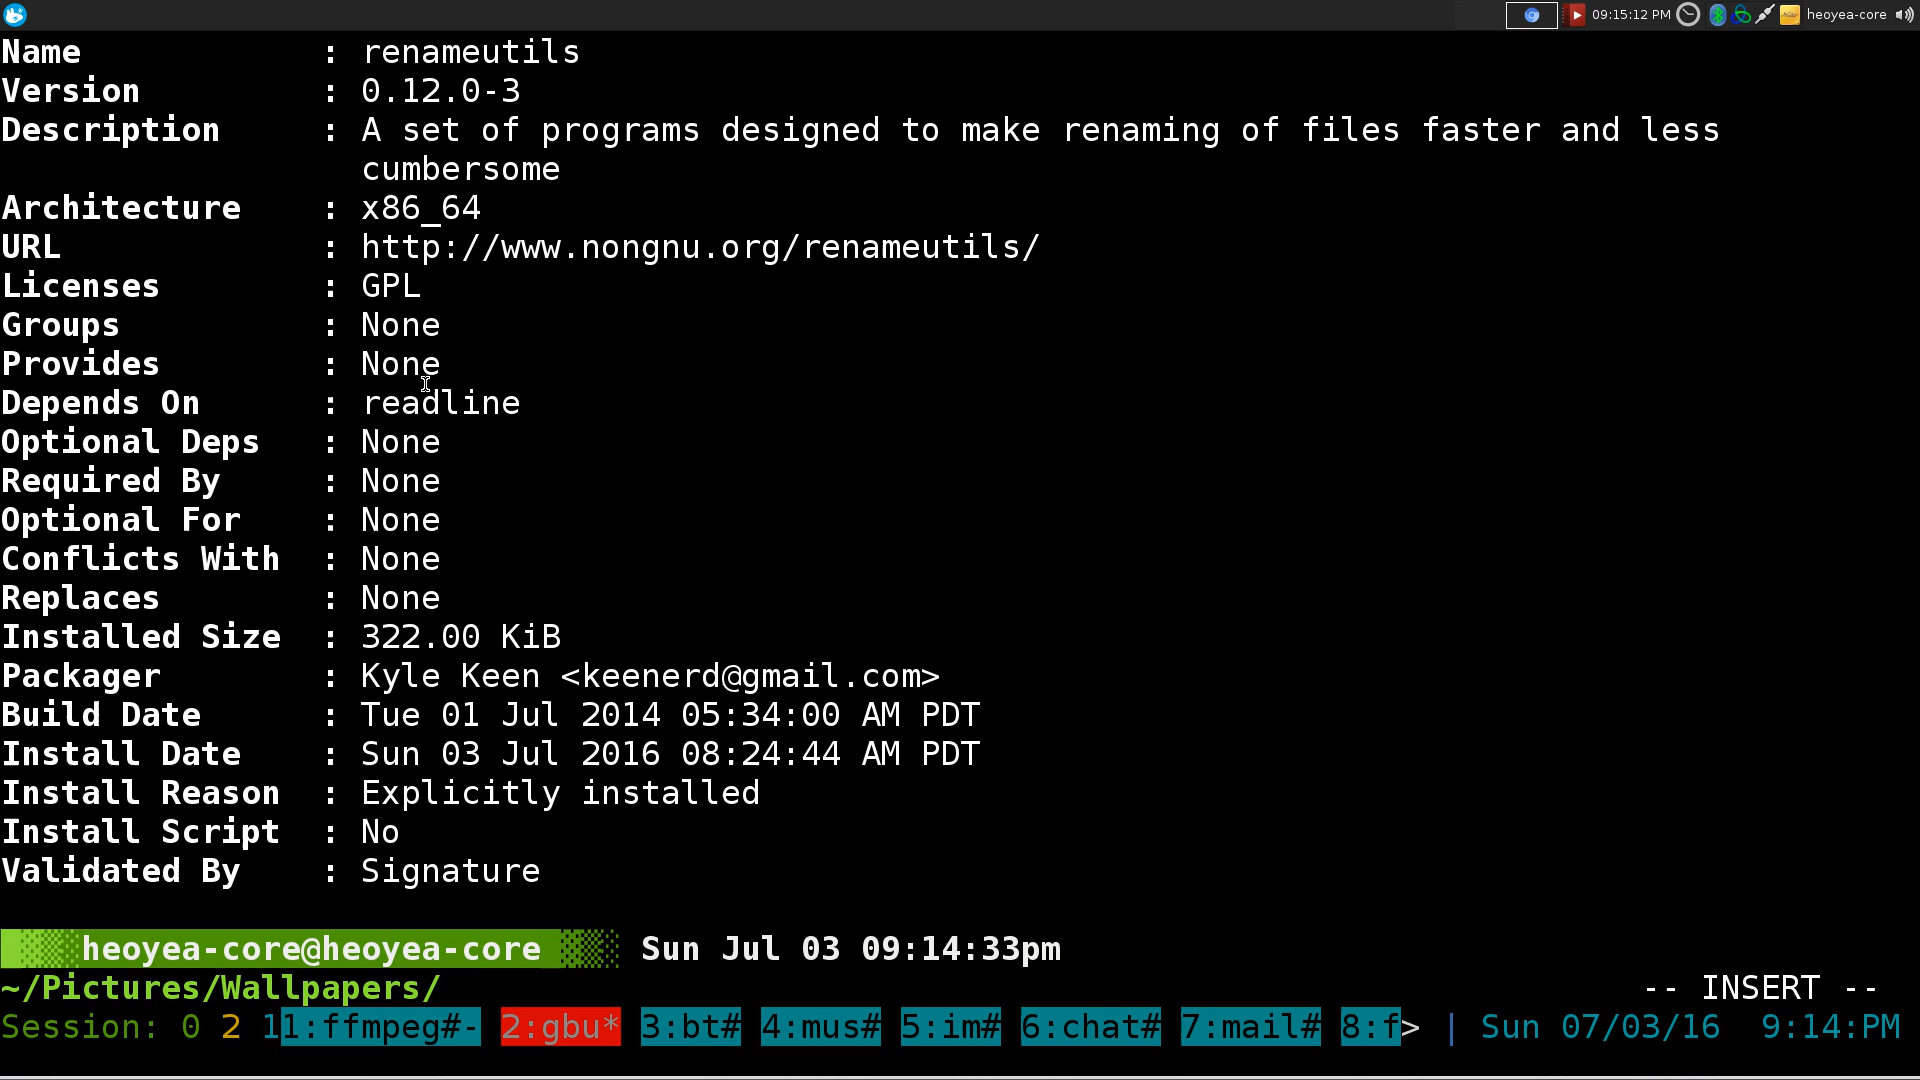 09:15:12 PM heoyea-core
Name : renameutils
Version : 0.12.0-3
Description : A set of programs designed to make renaming of files faster and less
cumbersome
Architecture : x86_64
URL : http://www.nongnu.org/renameutils/
Licenses : GPL
Groups : None
Provides : None
Depends On : readline
Optional Deps : None
Required By : None
Optional For : None
Conflicts With : None
Replaces : None
Installed Size : 322.00 KiB
Packager : Kyle Keen <keenerd@gmail.com>
Build Date : Tue 01 Jul 2014 05:34:00 AM PDT
Install Date : Sun 03 Jul 2016 08:24:44 AM PDT
Install Reason : Explicitly installed
Install Script : No
Validated By : Signature
heoyea-core@heoyea-core Sun Jul 03 09:14:33pm
~/Pictures/Wallpapers/ -- INSERT --
Session: 0 2 11:ffmpeg#- 2:gbu* 3:bt# 4:mus# 5:im# 6:chat# 7:mail# 8:f> | Sun 07/03/16 9:14:PM